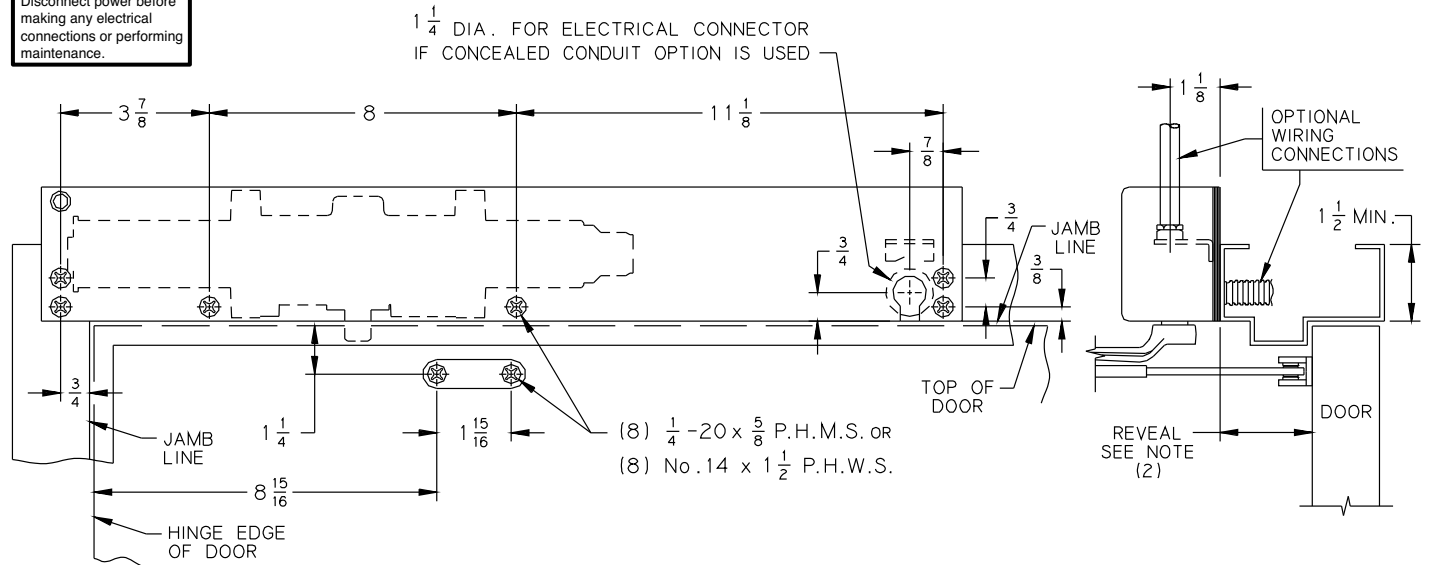 Disconnect power before
making any electrical
connections or performing
maintenance.
1 1/4 DIA. FOR ELECTRICAL CONNECTOR
IF CONCEALED CONDUIT OPTION IS USED
3 7/8
8
11 1/8
7/8
3/4
3/4
3/8
JAMB
LINE
TOP OF
DOOR
3/4
JAMB
LINE
1 1/4
1 15/16
8 15/16
HINGE EDGE
OF DOOR
(8) 1/4 -20 x 5/8 P.H.M.S. OR
(8) No.14 x 1 1/2 P.H.W.S.
1 1/8
OPTIONAL
WIRING
CONNECTIONS
1 1/2 MIN.
DOOR
REVEAL
SEE NOTE
(2)